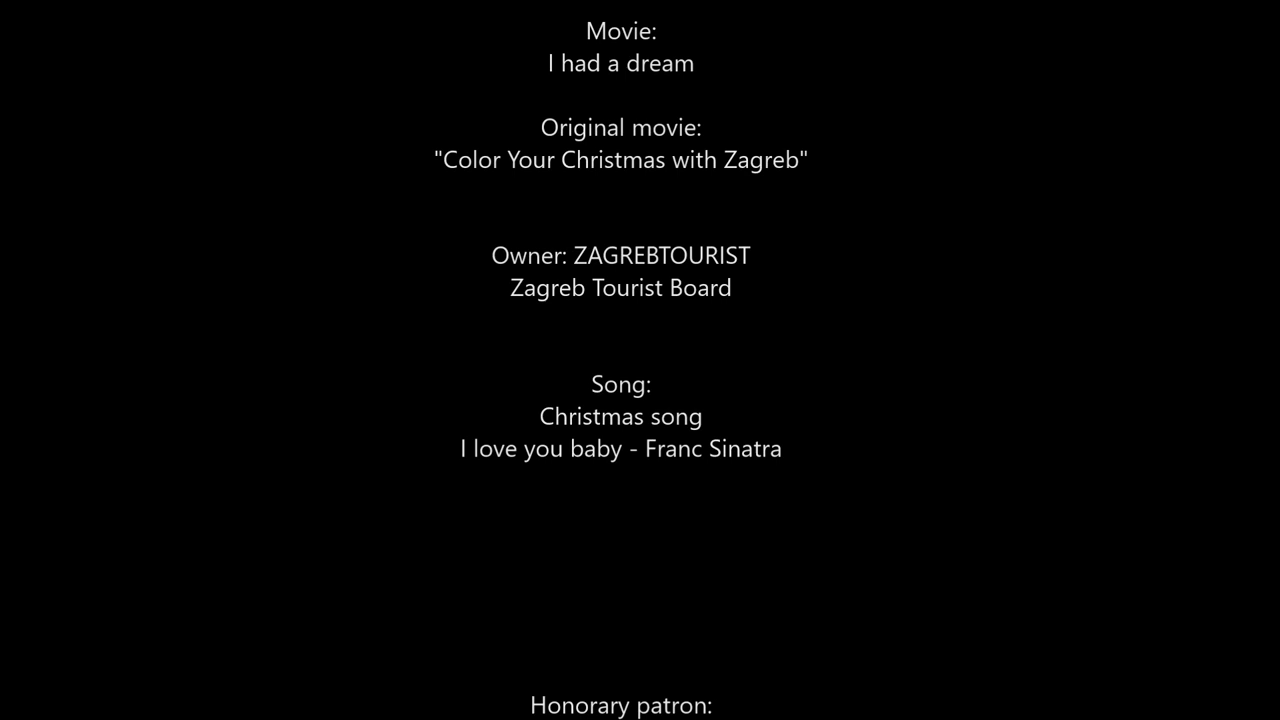 Movie:
I had a dream
Original movie:
"Color Your Christmas with Zagreb"
Owner: ZAGREBTOURIST
Zagreb Tourist Board
Song:
Christmas song
I love you baby - Franc Sinatra
Honorary patron: